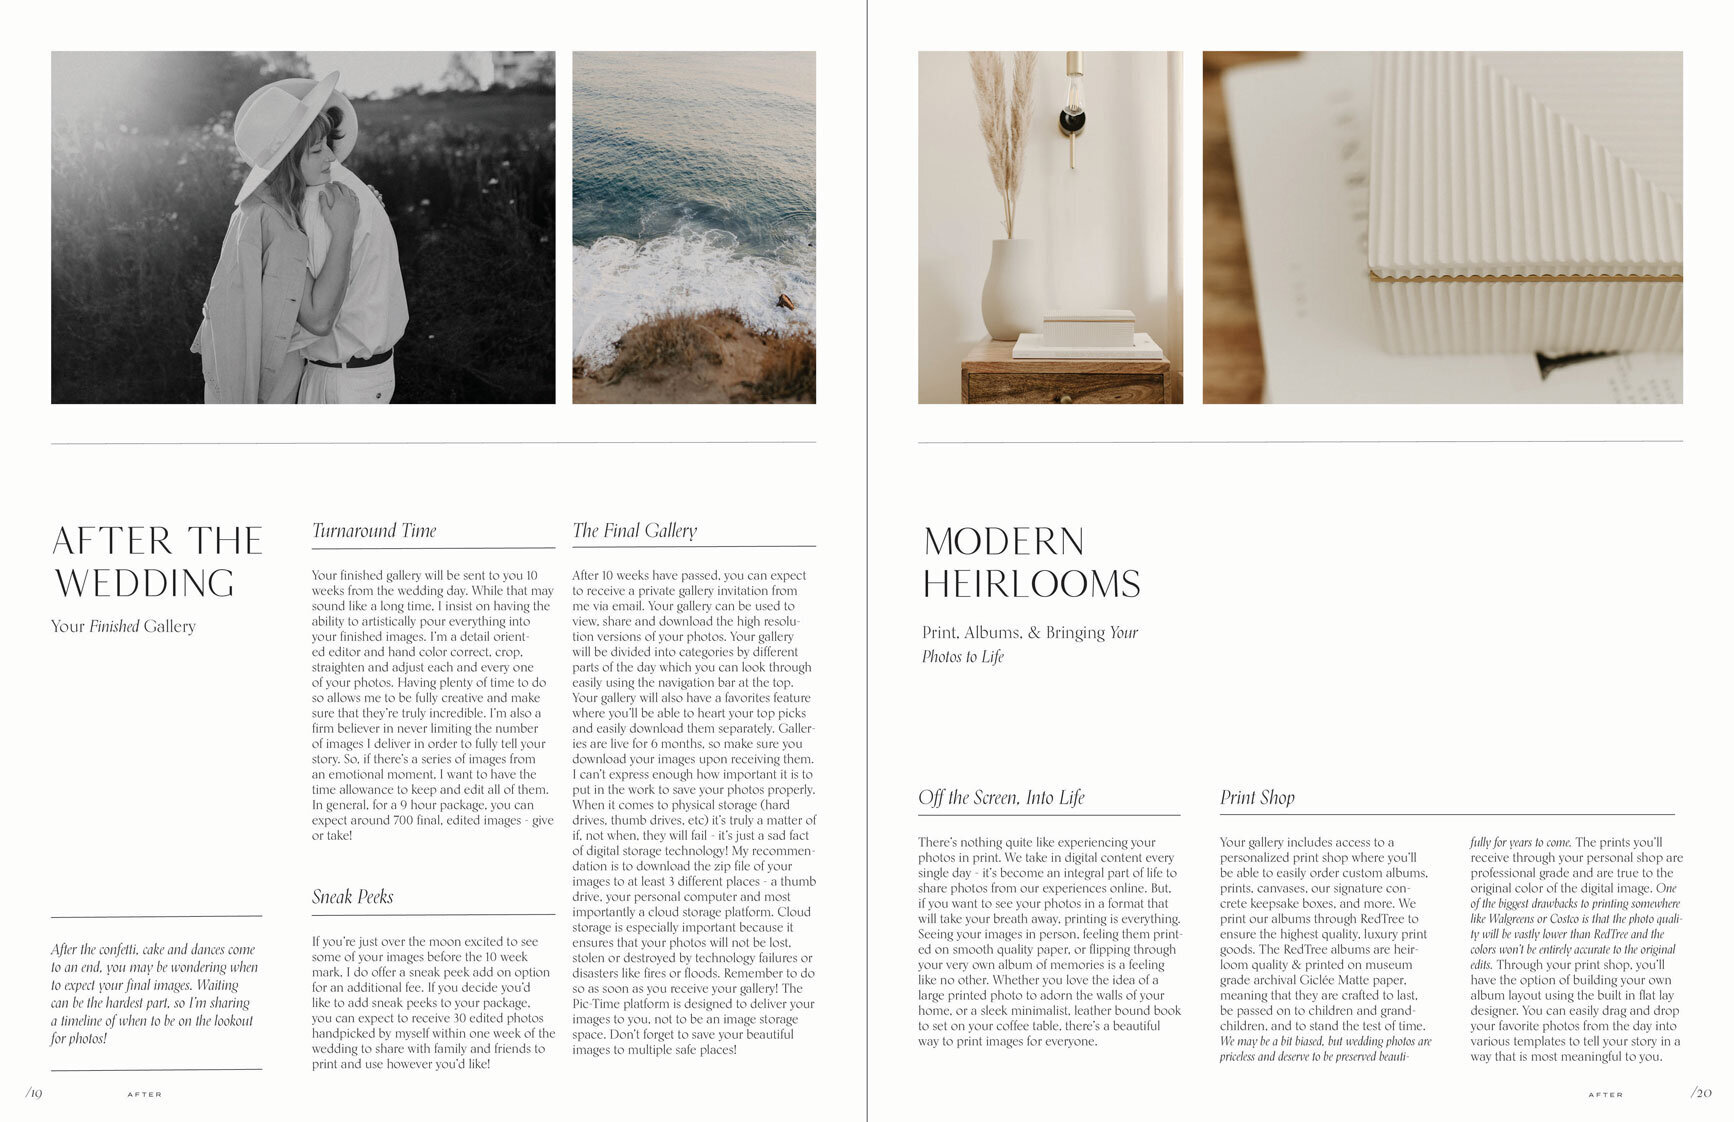 AFTER THE
WEDDING
Your Finished Gallery
After the confetti, cake and dances come
to an end, you may be wondering when
to expect your final images. Waiting
can be the hardest part, so I'm sharing
a timeline of when to be on the lookout
for photos!
Turnaround Time
Your finished gallery will be sent to you 10
weeks from the wedding day. While that may
sound like a long time, I insist on having the
ability to artistically pour everything into
your finished images. I'm a detail orient-
ed editor and hand color correct, crop,
straighten and adjust each and every one
of your photos. Having plenty of time to do
so allows me to be fully creative and make
sure that they're truly incredible. I'm also a
firm believer in never limiting the number
of images I deliver in order to fully tell your
story. So, if there's a series of images from
an emotional moment, I want to have the
time allowance to keep and edit all of them.
In general, for a 9 hour package, you can
expect around 700 final, edited images - give
or take!
Sneak Peeks
If you're just over the moon excited to see
some of your images before the 10 week
mark, I do offer a sneak peek add on option
for an additional fee. If you decide you'd
like to add sneak peeks to your package,
you can expect to receive 30 edited photos
handpicked by myself within one week of the
wedding to share with family and friends to
print and use however you'd like!
The Final Gallery
After 10 weeks have passed, you can expect
to receive a private gallery invitation from
me via email. Your gallery can be used to
view, share and download the high resolu-
tion versions of your photos. Your gallery
will be divided into categories by different
parts of the day which you can look through
easily using the navigation bar at the top.
Your gallery will also have a favorites feature
where you'll be able to heart your top picks
and easily download them separately. Galler-
ies are live for 6 months, so make sure you
download your images upon receiving them.
I can't express enough how important it is to
put in the work to save your photos properly.
When it comes to physical storage (hard
drives, thumb drives, etc) it's truly a matter of
if, not when, they will fail - it's just a sad fact
of digital storage technology! My recommen-
dation is to download the zip file of your
images to at least 3 different places - a thumb
drive, your personal computer and most
importantly a cloud storage platform. Cloud
storage is especially important because it
ensures that your photos will not be lost,
stolen or destroyed by technology failures or
disasters like fires or floods. Remember to do
so as soon as you receive your gallery! The
Pic-Time platform is designed to deliver your
images to you, not to be an image storage
space. Don't forget to save your beautiful
images to multiple safe places!
/19
AFTER
MODERN
HEIRLOOMS
Print, Albums, & Bringing Your
Photos to Life
Off the Screen, Into Life
There's nothing quite like experiencing your
photos in print. We take in digital content every
single day - it's become an integral part of life to
share photos from our experiences online. But,
if you want to see your photos in a format that
will take your breath away, printing is everything.
Seeing your images in person, feeling them print-
ed on smooth quality paper, or flipping through
your very own album of memories is a feeling
like no other. Whether you love the idea of a
large printed photo to adorn the walls of your
home, or a sleek minimalist, leather bound book
to set on your coffee table, there's a beautiful
way to print images for everyone.
Print Shop
Your gallery includes access to a
personalized print shop where you'll
be able to easily order custom albums,
prints, canvases, our signature con-
crete keepsake boxes, and more. We
print our albums through RedTree to
ensure the highest quality, luxury print
goods. The RedTree albums are heir-
loom quality & printed on museum
grade archival Giclée Matte paper,
meaning that they are crafted to last,
be passed on to children and grand-
children, and to stand the test of time.
We may be a bit biased, but wedding photos are
priceless and deserve to be preserved beauti-
fully for years to come. The prints you'll
receive through your personal shop are
professional grade and are true to the
original color of the digital image. One
of the biggest drawbacks to printing somewhere
like Walgreens or Costco is that the photo quali-
ty will be vastly lower than RedTree and the
colors won't be entirely accurate to the original
edits. Through your print shop, you'll
have the option of building your own
album layout using the built in flat lay
designer. You can easily drag and drop
your favorite photos from the day into
various templates to tell your story in a
way that is most meaningful to you.
AFTER
/20